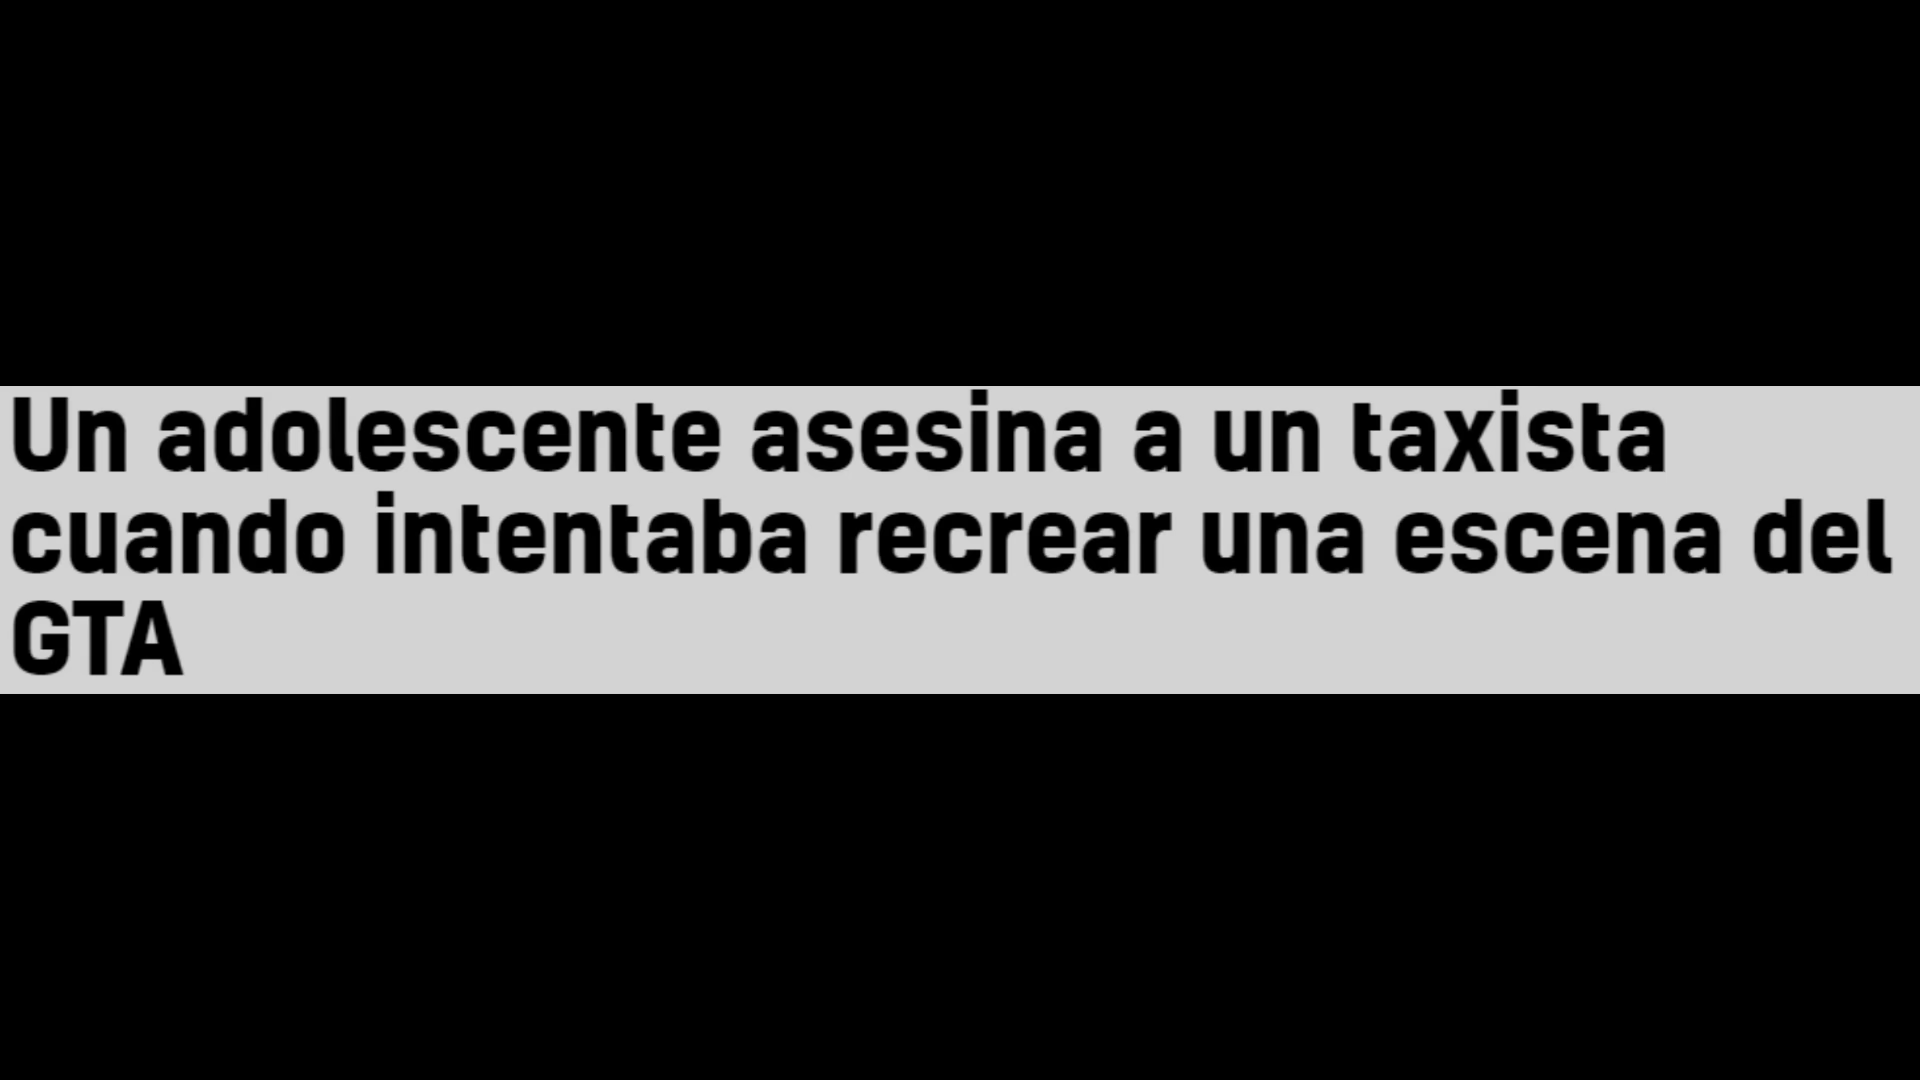 Un adolescente asesina a un taxista
cuando intentaba recrear una escena del
GTA